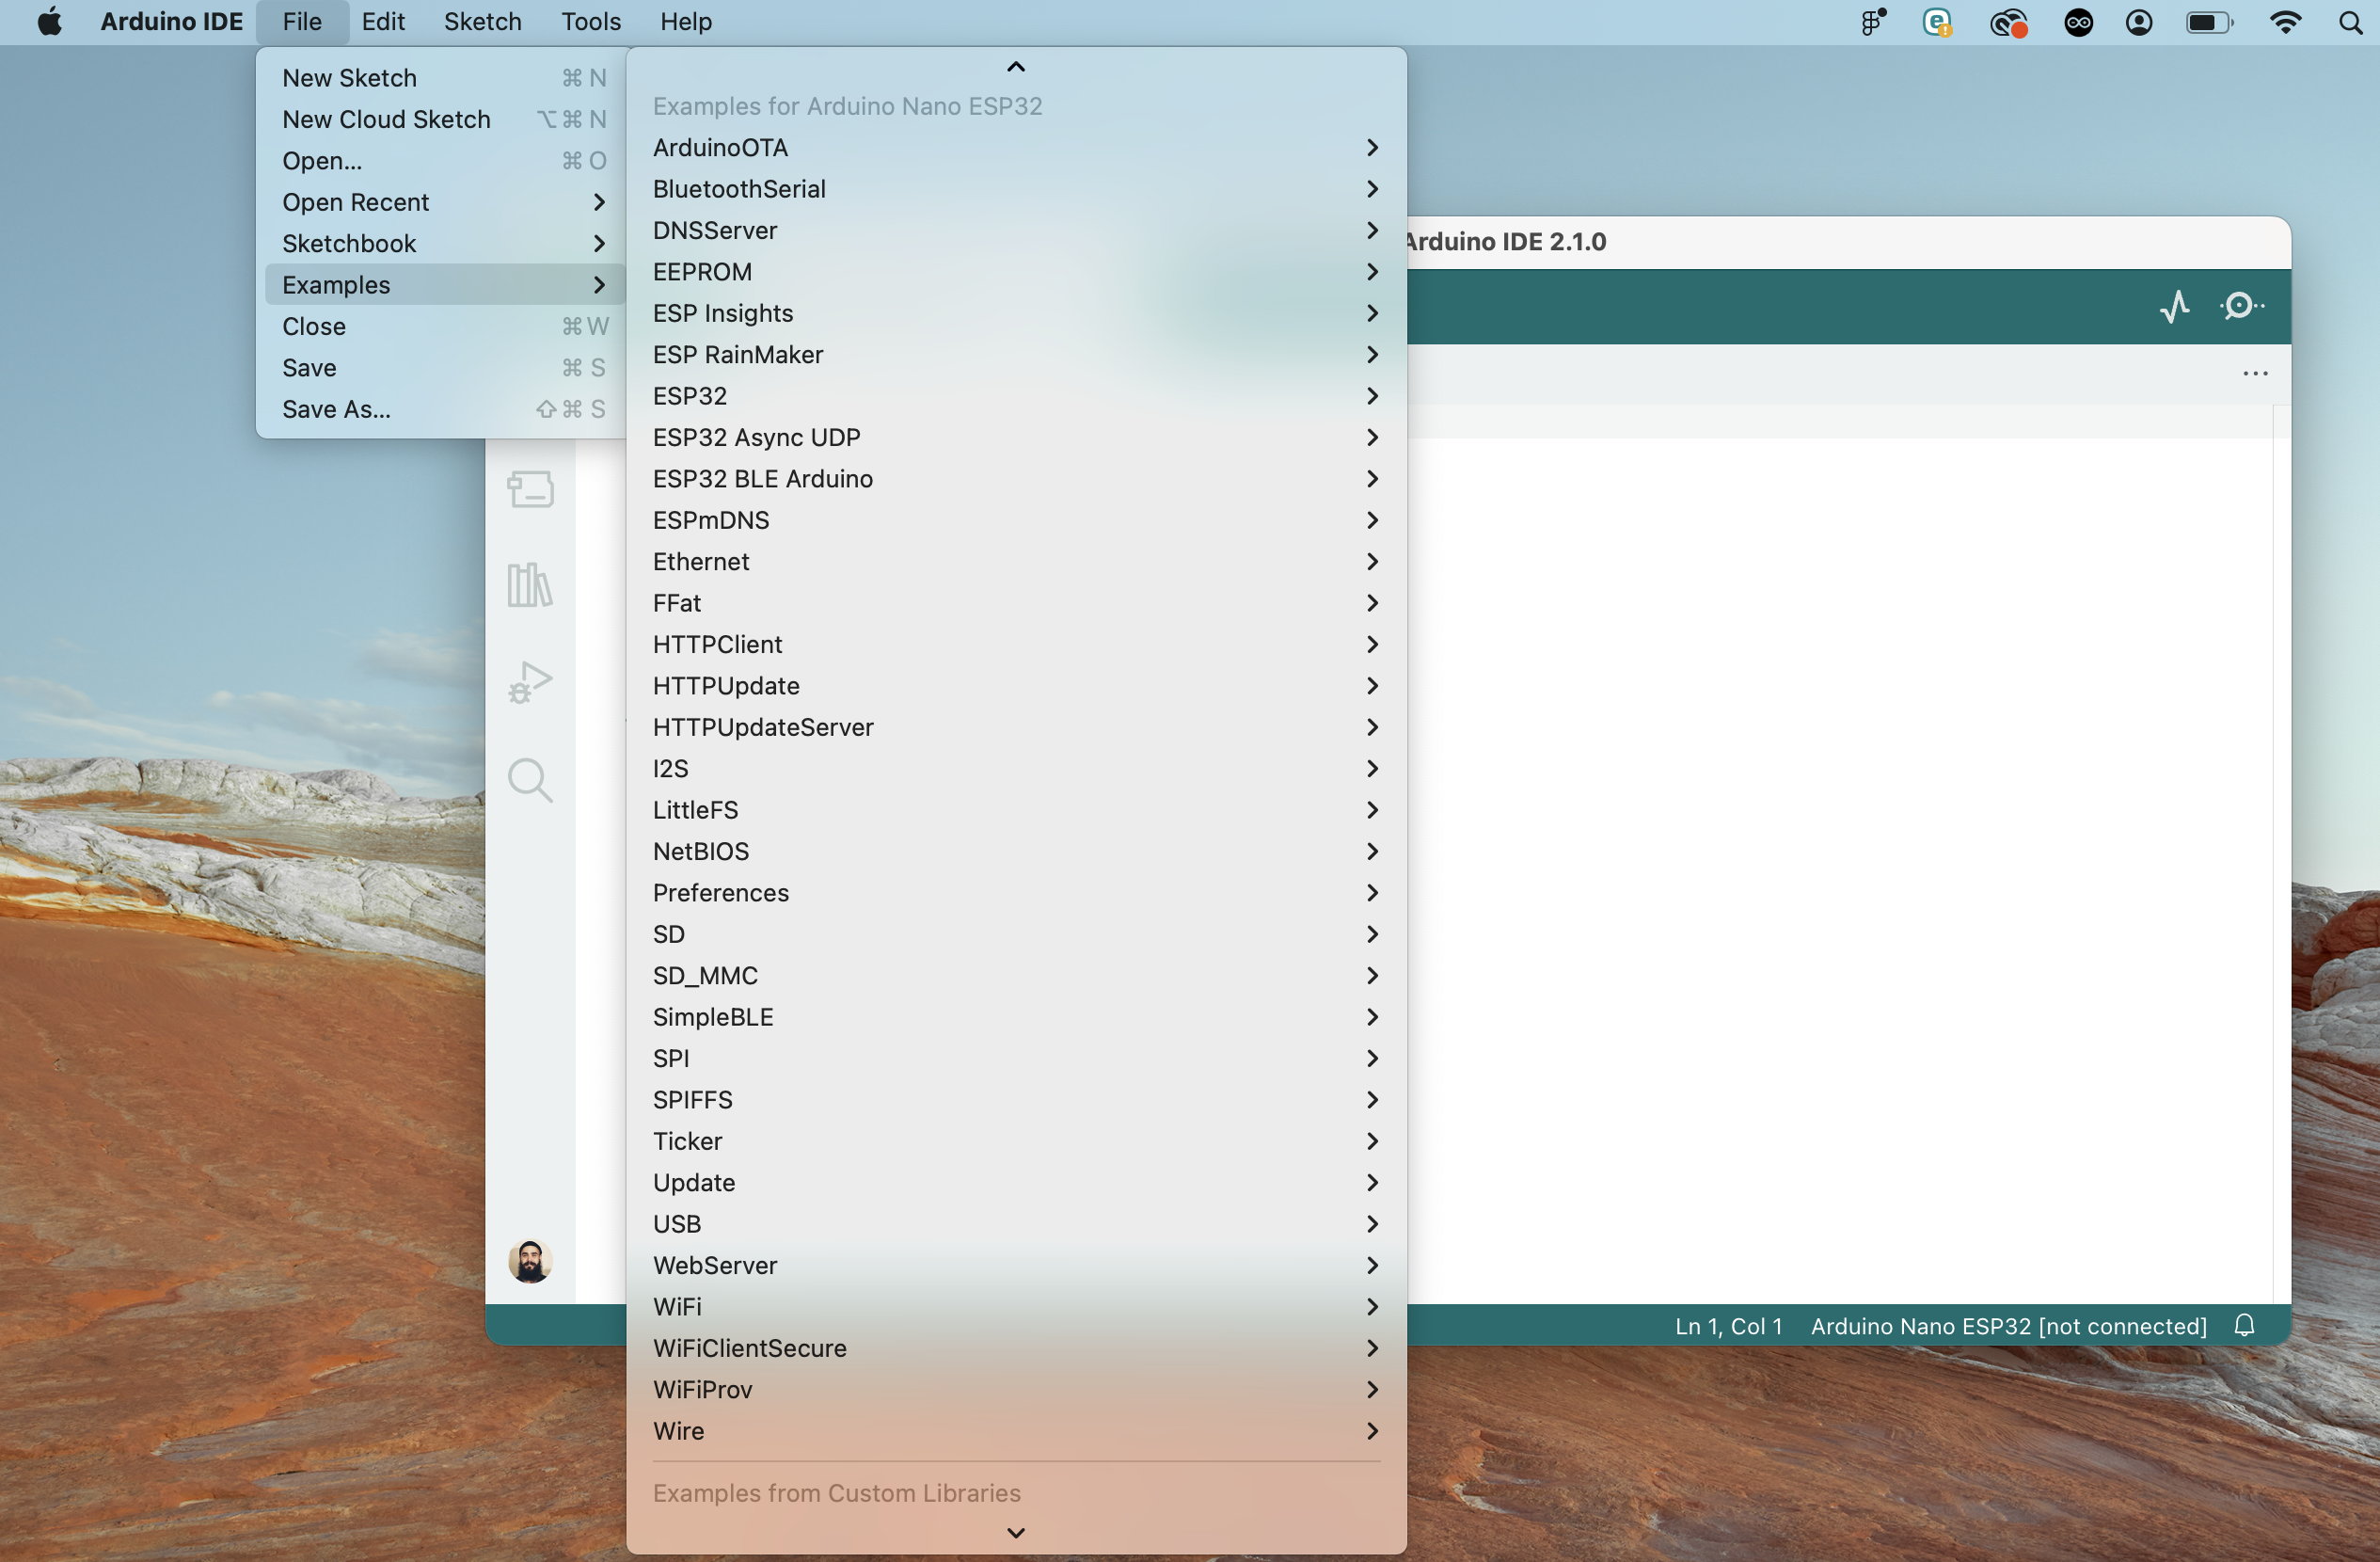 Arduino IDE File Edit Sketch Tools Help
New Sketch ⌘ N
New Cloud Sketch ⌥ ⌘ N
Open... ⌘ O
Open Recent
Sketchbook
Examples
Close ⌘ W
Save ⌘ S
Save As... ⇧ ⌘ S
Examples for Arduino Nano ESP32
ArduinoOTA
BluetoothSerial
DNSServer
EEPROM
ESP Insights
ESP RainMaker
ESP32
ESP32 Async UDP
ESP32 BLE Arduino
ESPmDNS
Ethernet
FFat
HTTPClient
HTTPUpdate
HTTPUpdateServer
I2S
LittleFS
NetBIOS
Preferences
SD
SD_MMC
SimpleBLE
SPI
SPIFFS
Ticker
Update
USB
WebServer
WiFi
WiFiClientSecure
WiFiProv
Wire
Examples from Custom Libraries
Arduino IDE 2.1.0
Ln 1, Col 1 Arduino Nano ESP32 [not connected]